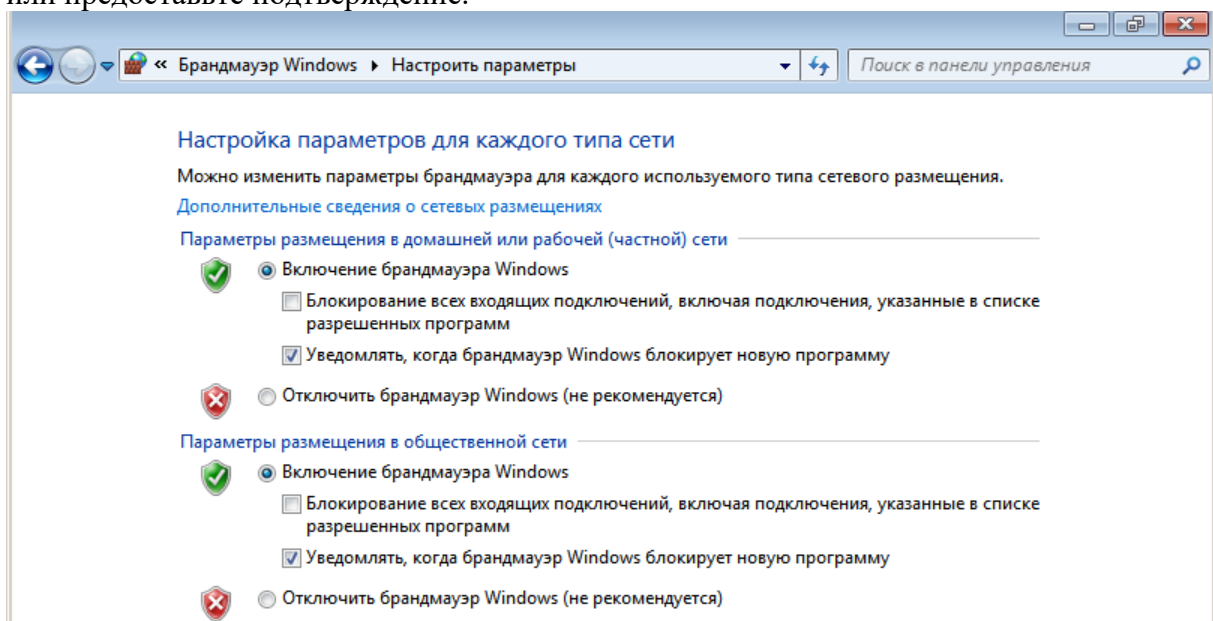 или предоставьте подтверждение.
« Брандмауэр Windows ▸ Настроить параметры
Поиск в панели управления
Настройка параметров для каждого типа сети
Можно изменить параметры брандмауэра для каждого используемого типа сетевого размещения.
Дополнительные сведения о сетевых размещениях
Параметры размещения в домашней или рабочей (частной) сети
Включение брандмауэра Windows
Блокирование всех входящих подключений, включая подключения, указанные в списке
разрешенных программ
Уведомлять, когда брандмауэр Windows блокирует новую программу
Отключить брандмауэр Windows (не рекомендуется)
Параметры размещения в общественной сети
Включение брандмауэра Windows
Блокирование всех входящих подключений, включая подключения, указанные в списке
разрешенных программ
Уведомлять, когда брандмауэр Windows блокирует новую программу
Отключить брандмауэр Windows (не рекомендуется)